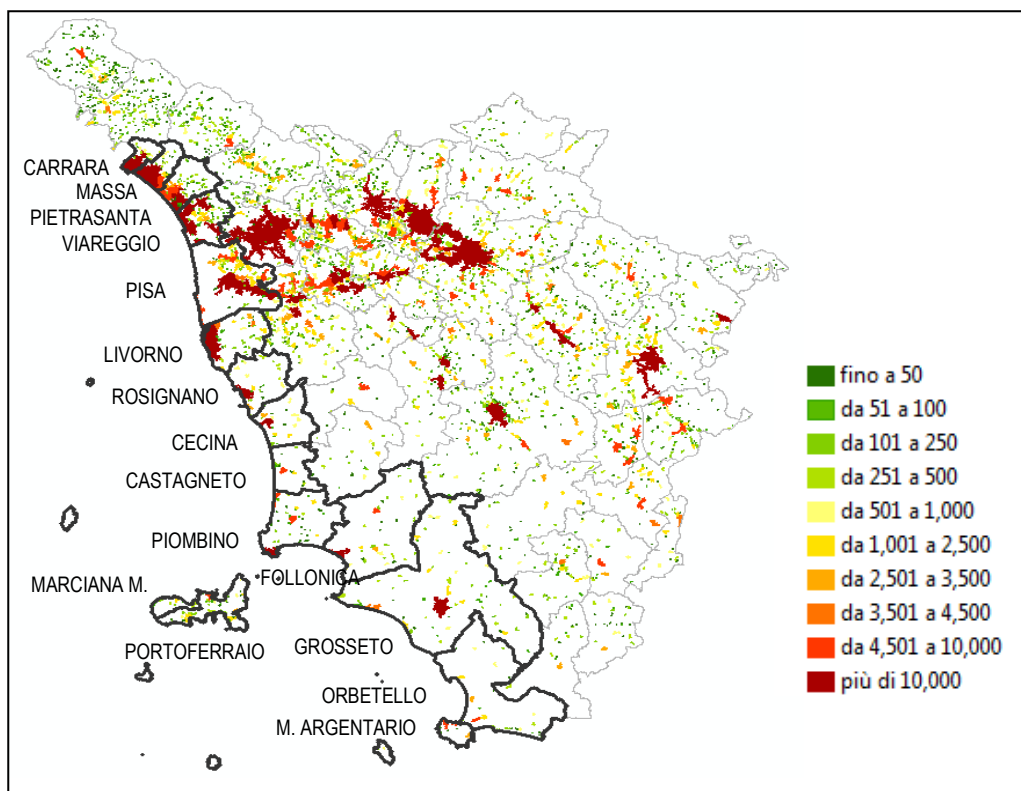 CARRARA
MASSA
PIETRASANTA
VIAREGGIO
PISA
LIVORNO
ROSIGNANO
CECINA
CASTAGNETO
PIOMBINO
FOLLONICA
MARCIANA M.
PORTOFERRAIO
GROSSETO
ORBETELLO
M. ARGENTARIO
fino a 50
da 51 a 100
da 101 a 250
da 251 a 500
da 501 a 1,000
da 1,001 a 2,500
da 2,501 a 3,500
da 3,501 a 4,500
da 4,501 a 10,000
più di 10,000